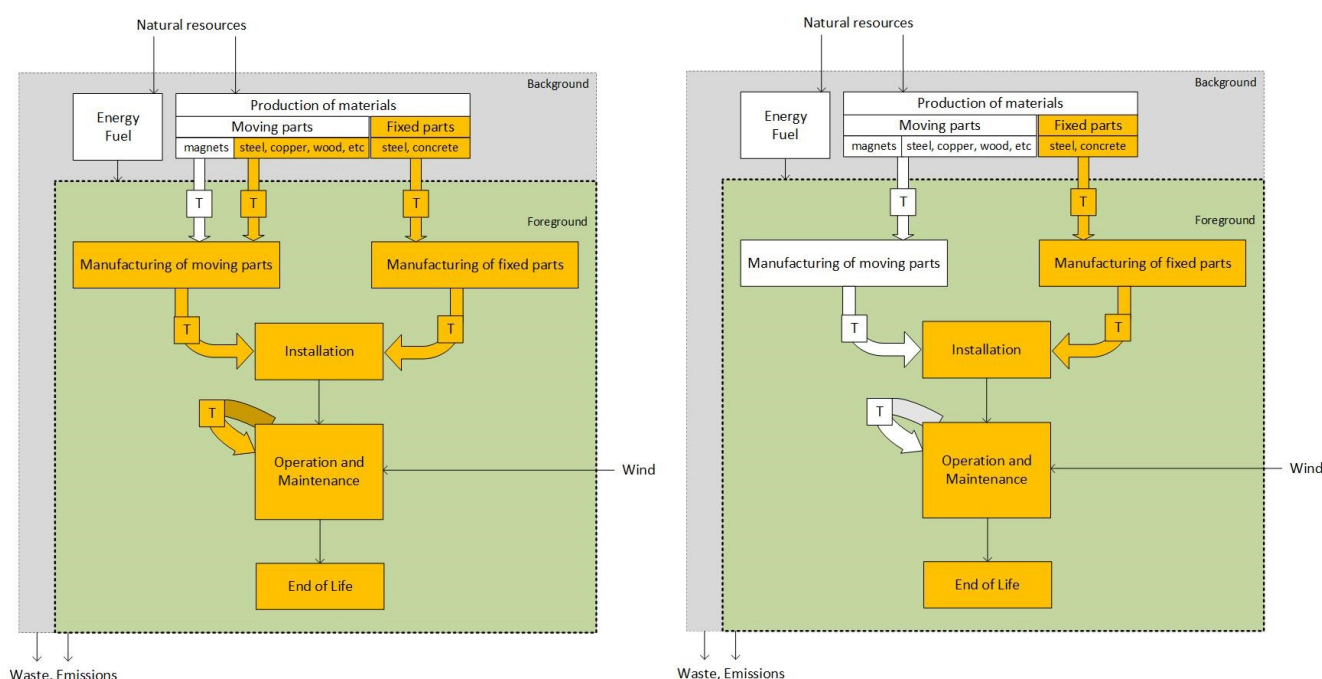 Natural resources
Background
Energy
Fuel
Production of materials
Moving parts
Fixed parts
magnets
steel, copper, wood, etc
steel, concrete
T
T
T
Foreground
Manufacturing of moving parts
Manufacturing of fixed parts
T
T
Installation
T
Operation and
Maintenance
Wind
End of Life
Waste, Emissions
Natural resources
Background
Energy
Fuel
Production of materials
Moving parts
Fixed parts
magnets
steel, copper, wood, etc
steel, concrete
T
T
Foreground
Manufacturing of moving parts
Manufacturing of fixed parts
T
T
Installation
T
Operation and
Maintenance
Wind
End of Life
Waste, Emissions